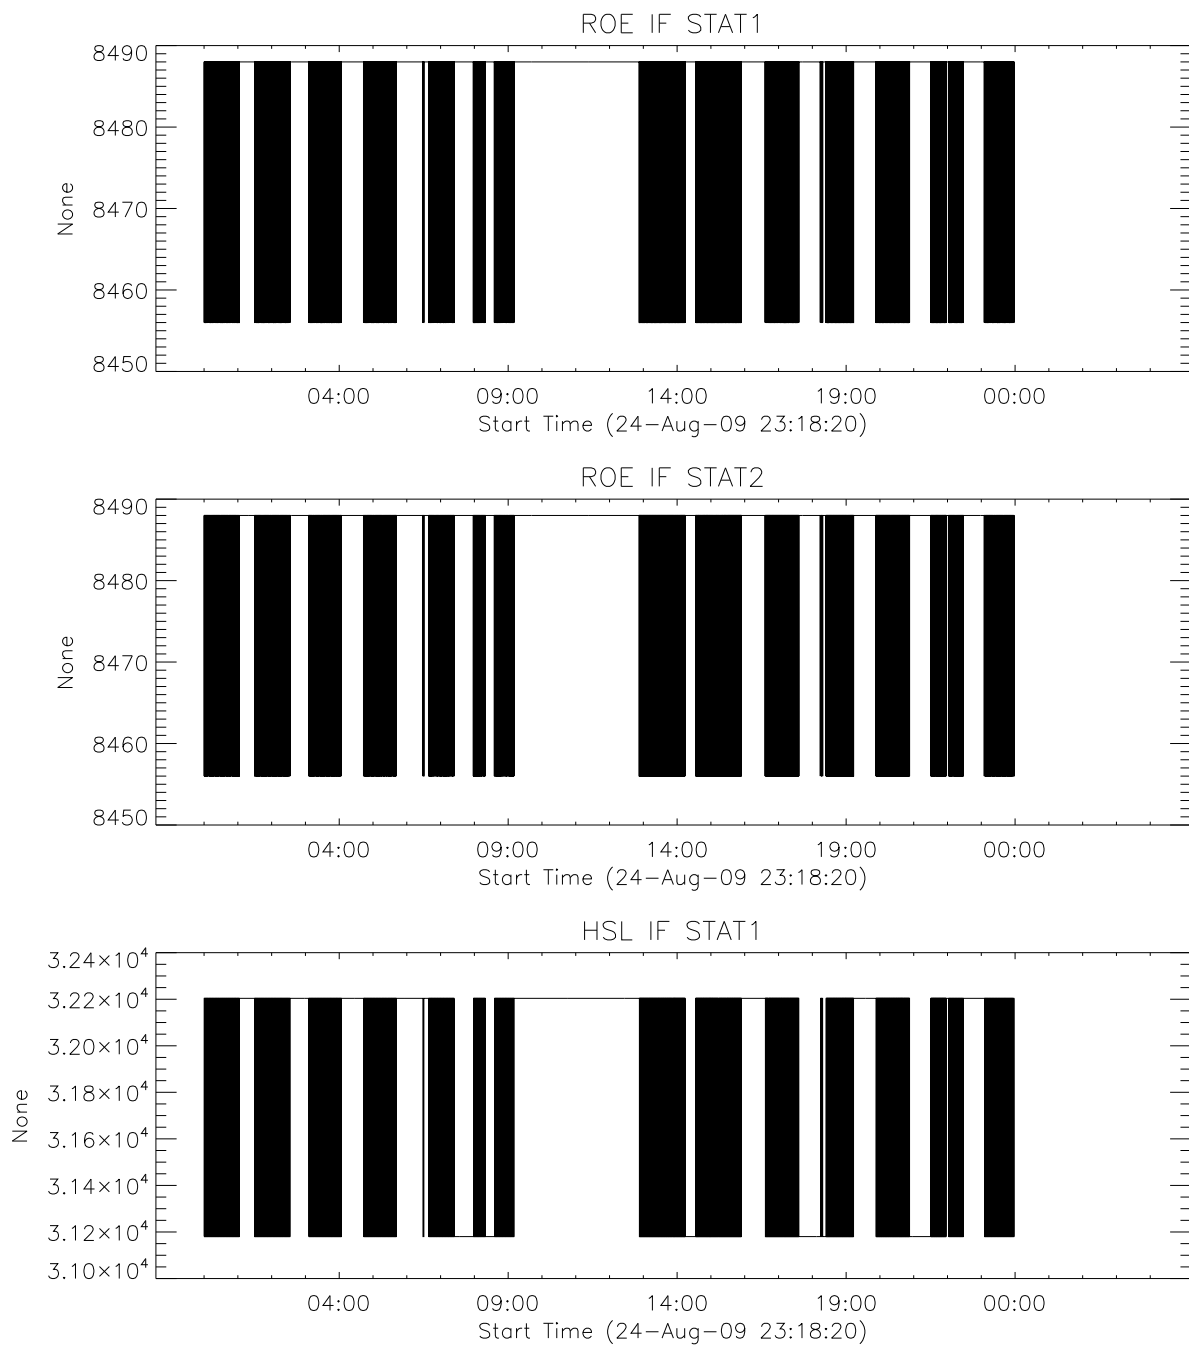 ROE IF STAT1
8490
8480
8470
8460
8450
None
04:00 09:00 14:00 19:00 00:00
Start Time (24-Aug-09 23:18:20)
ROE IF STAT2
8490
8480
8470
8460
8450
None
04:00 09:00 14:00 19:00 00:00
Start Time (24-Aug-09 23:18:20)
HSL IF STAT1
3.24×10⁴
3.22×10⁴
3.20×10⁴
3.18×10⁴
3.16×10⁴
3.14×10⁴
3.12×10⁴
3.10×10⁴
None
04:00 09:00 14:00 19:00 00:00
Start Time (24-Aug-09 23:18:20)